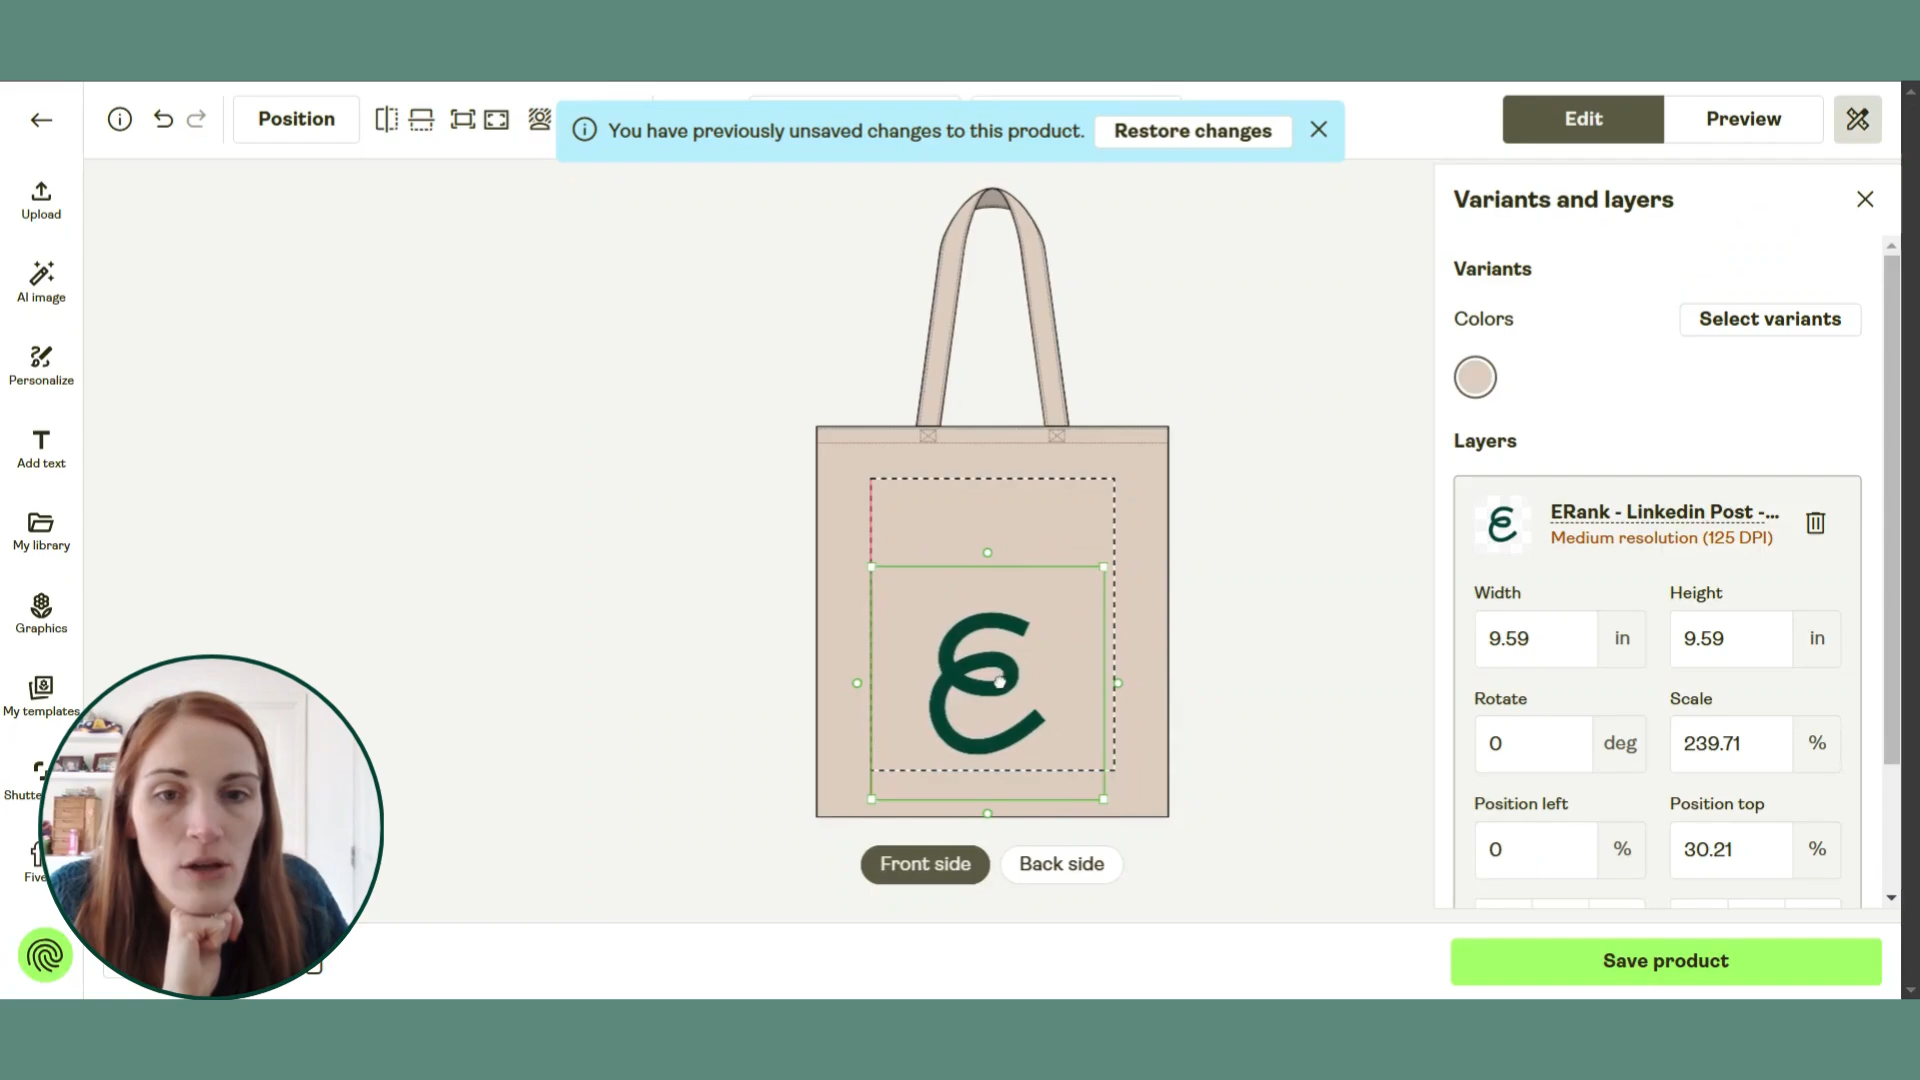 Position
You have previously unsaved changes to this product.
Restore changes
Edit
Preview
Upload
AI image
Personalize
Add text
My library
Graphics
My templates
Shutte
Five
Front side
Back side
Variants and layers
Variants
Colors
Select variants
Layers
ERank - Linkedin Post -...
Medium resolution (125 DPI)
Width
Height
9.59 in
9.59 in
Rotate
Scale
0 deg
239.71 %
Position left
Position top
0 %
30.21 %
Save product